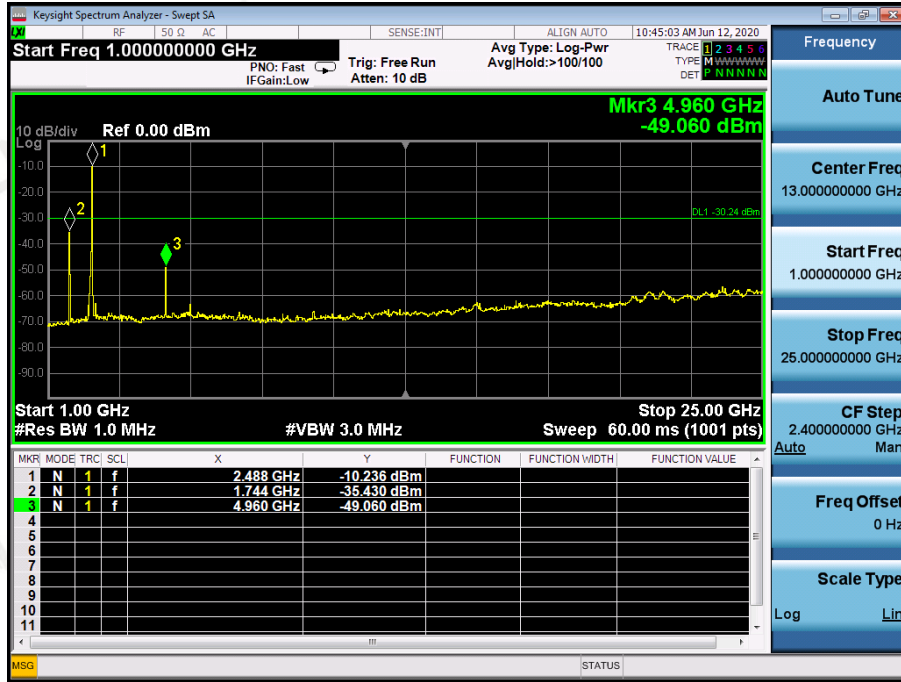 Keysight Spectrum Analyzer - Swept SA
LXI RF 50 Ω AC SENSE:INT ALIGN AUTO 10:45:03 AM Jun 12, 2020
Start Freq 1.000000000 GHz
PNO: Fast
IFGain:Low
Trig: Free Run
Atten: 10 dB
Avg Type: Log-Pwr
Avg|Hold:>100/100
TRACE 1 2 3 4 5 6
TYPE M WWWWW
DET P N N N N N
Mkr3 4.960 GHz
-49.060 dBm
10 dB/div Ref 0.00 dBm
Log
1
-10.0
-20.0
2
-30.0
DL1 -30.24 dBm
-40.0
3
-50.0
-60.0
-70.0
-80.0
-90.0
Start 1.00 GHz Stop 25.00 GHz
#Res BW 1.0 MHz #VBW 3.0 MHz Sweep 60.00 ms (1001 pts)
MKR MODE TRC SCL X Y FUNCTION FUNCTION WIDTH FUNCTION VALUE
1 N 1 f 2.488 GHz -10.236 dBm
2 N 1 f 1.744 GHz -35.430 dBm
3 N 1 f 4.960 GHz -49.060 dBm
4
5
6
7
8
9
10
11
MSG STATUS
Frequency
Auto Tune
Center Freq
13.000000000 GHz
Start Freq
1.000000000 GHz
Stop Freq
25.000000000 GHz
CF Step
2.400000000 GHz
Auto Man
Freq Offset
0 Hz
Scale Type
Log Lin